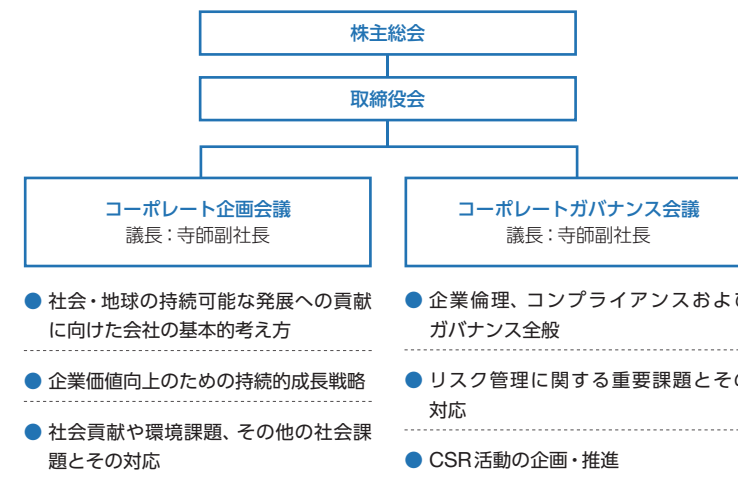 株主総会
取締役会
コーポレート企画会議
議長：寺師副社長
● 社会・地球の持続可能な発展への貢献
に向けた会社の基本的考え方
● 企業価値向上のための持続的成長戦略
● 社会貢献や環境課題、その他の社会課
題とその対応
コーポレートガバナンス会議
議長：寺師副社長
● 企業倫理、コンプライアンスおよび
ガバナンス全般
● リスク管理に関する重要課題とその
対応
● CSR活動の企画・推進